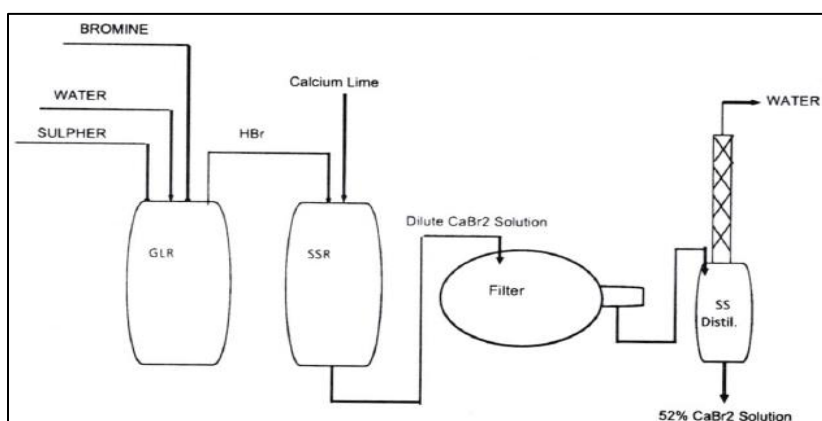 BROMINE
WATER
SULPHER
Calcium Lime
HBr
WATER
Dilute CaBr2 Solution
GLR
SSR
Filter
SS
Distil.
52% CaBr2 Solution